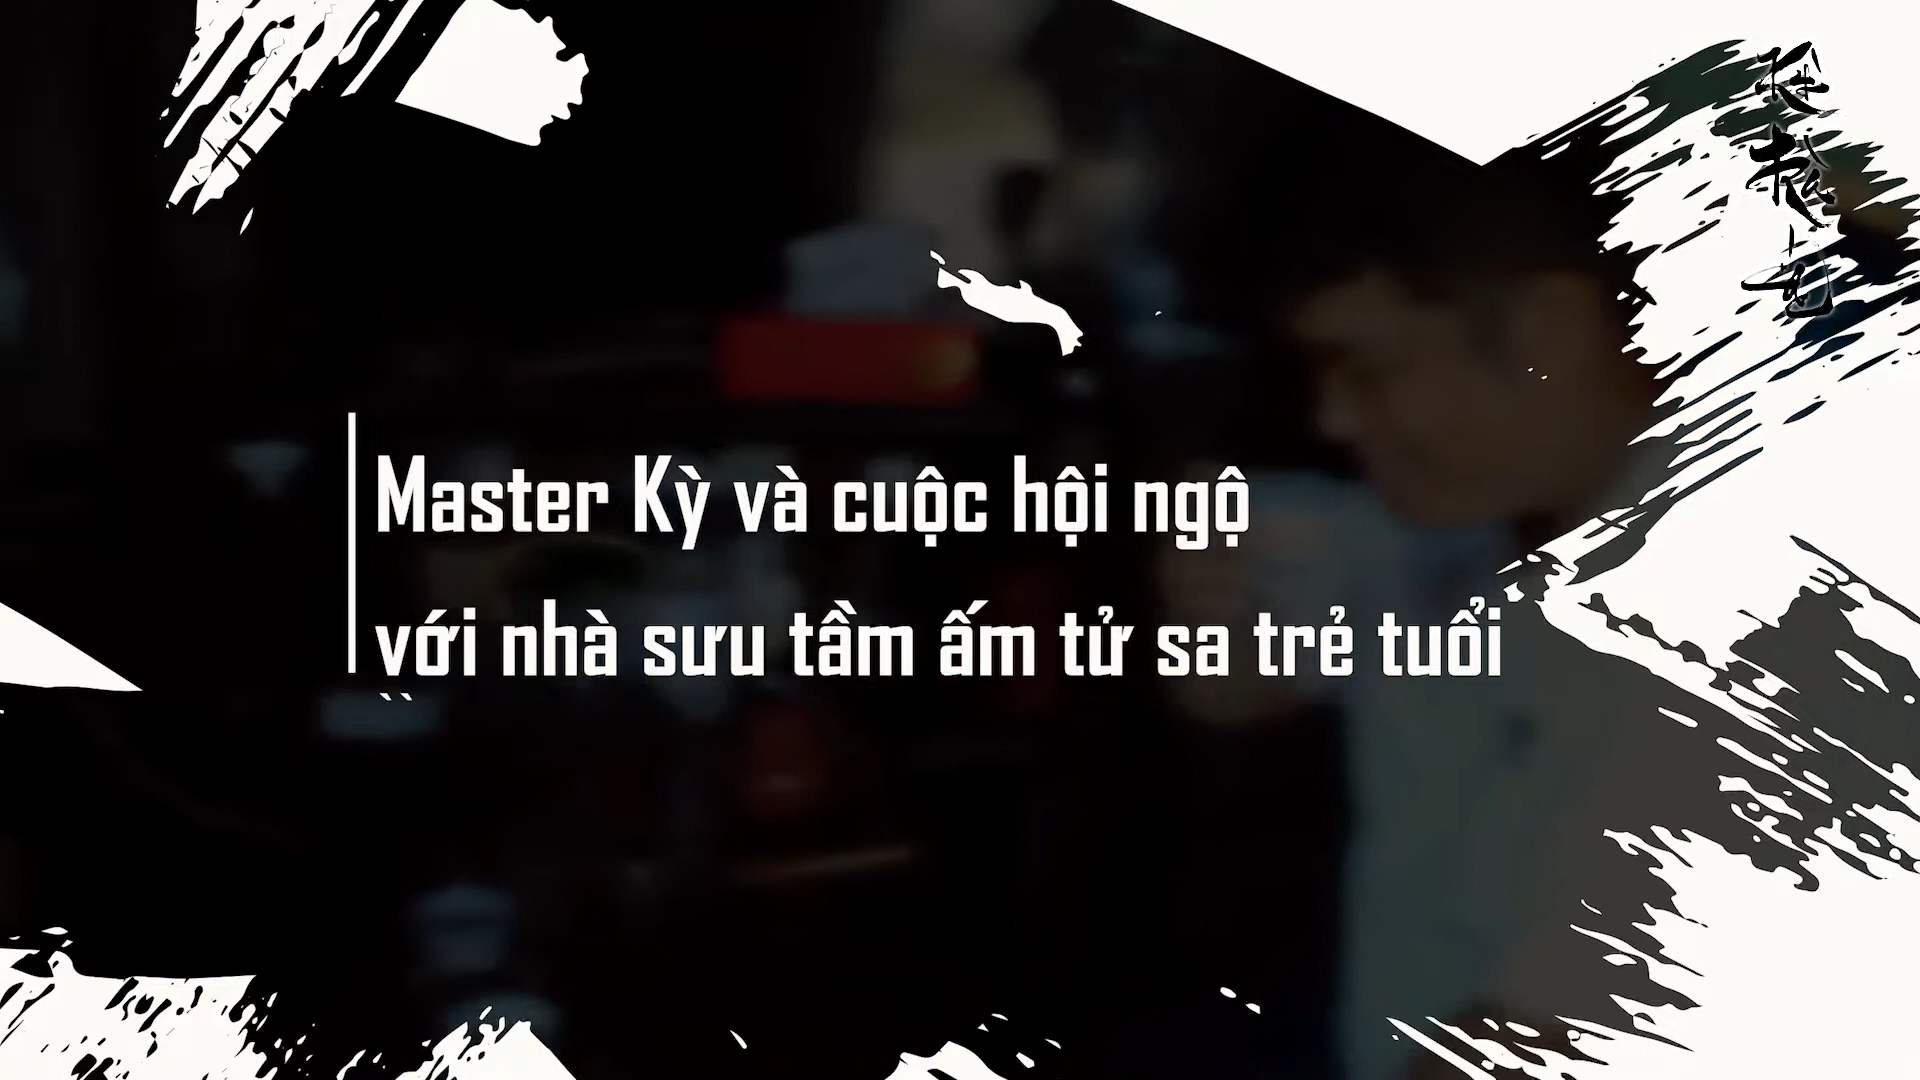 Master Kỳ và cuộc hội ngộ
với nhà sưu tầm ấm tử sa trẻ tuổi